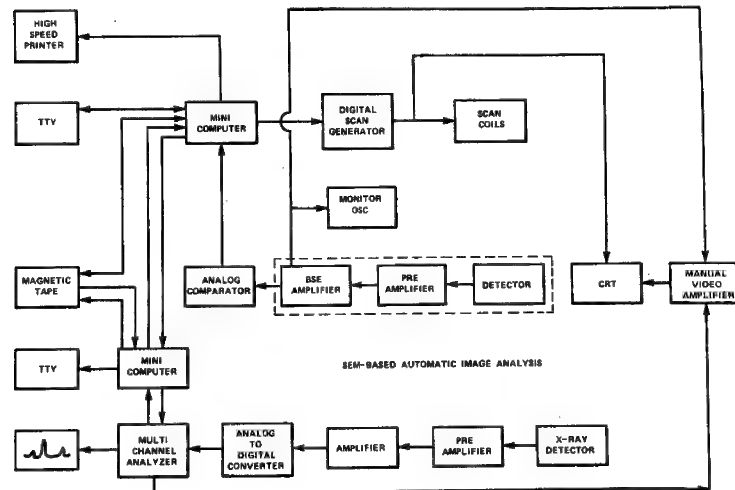 HIGH
SPEED
PRINTER
TTY
MINI
COMPUTER
DIGITAL
SCAN
GENERATOR
SCAN
COILS
MONITOR
OSC
MAGNETIC
TAPE
ANALOG
COMPARATOR
BSE
AMPLIFIER
PRE
AMPLIFIER
DETECTOR
CRT
MANUAL
VIDEO
AMPLIFIER
TTY
MINI
COMPUTER
SEM-BASED AUTOMATIC IMAGE ANALYSIS
MULTI
CHANNEL
ANALYZER
ANALOG
TO
DIGITAL
CONVERTER
AMPLIFIER
PRE
AMPLIFIER
X-RAY
DETECTOR